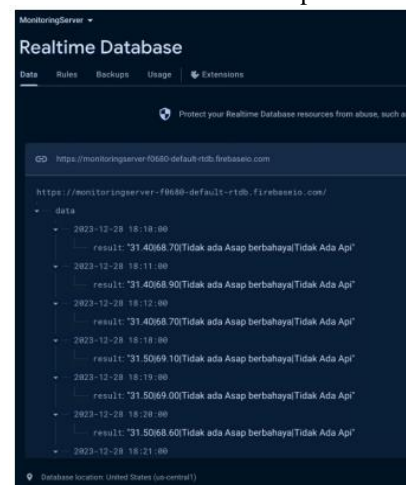 MonitoringServer
Realtime Database
Data Rules Backups Usage Extensions
Protect your Realtime Database resources from abuse, such as
https://monitoringserver-f0680-default-rtdb.firebaseio.com
https://monitoringserver-f0680-default-rtdb.firebaseio.com/
data
2023-12-28 18:10:00
result: "31.40|68.70|Tidak ada Asap berbahaya|Tidak Ada Api"
2023-12-28 18:11:00
result: "31.40|68.90|Tidak ada Asap berbahaya|Tidak Ada Api"
2023-12-28 18:12:00
result: "31.40|68.70|Tidak ada Asap berbahaya|Tidak Ada Api"
2023-12-28 18:18:00
result: "31.50|69.10|Tidak ada Asap berbahaya|Tidak Ada Api"
2023-12-28 18:19:00
result: "31.50|69.00|Tidak ada Asap berbahaya|Tidak Ada Api"
2023-12-28 18:20:00
result: "31.50|68.60|Tidak ada Asap berbahaya|Tidak Ada Api"
2023-12-28 18:21:00
Database location: United States (us-central1)